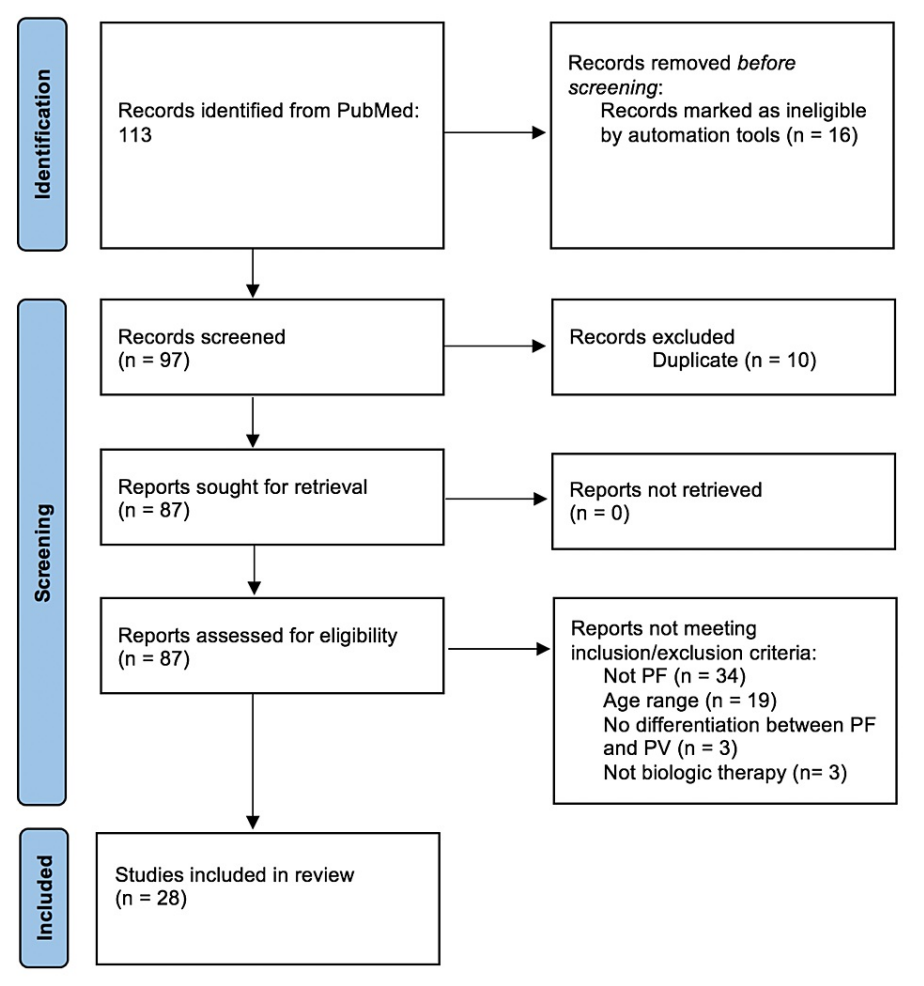 Identification
Records identified from PubMed:
113
Records removed before
screening:
Records marked as ineligible
by automation tools (n = 16)
Screening
Records screened
(n = 97)
Records excluded
Duplicate (n = 10)
Reports sought for retrieval
(n = 87)
Reports not retrieved
(n = 0)
Reports assessed for eligibility
(n = 87)
Reports not meeting
inclusion/exclusion criteria:
Not PF (n = 34)
Age range (n = 19)
No differentiation between PF
and PV (n = 3)
Not biologic therapy (n= 3)
Included
Studies included in review
(n = 28)